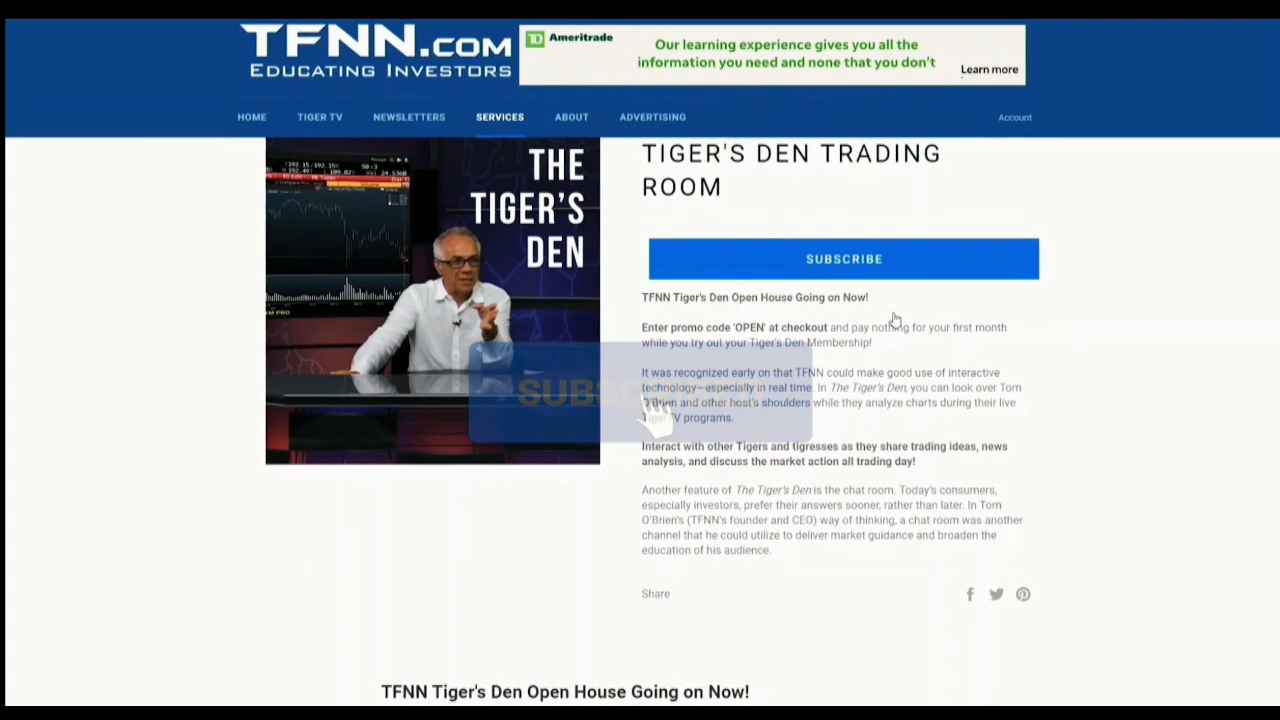 TFNN.COM
EDUCATING INVESTORS
TD Ameritrade
Our learning experience gives you all the
information you need and none that you don't
Learn more
HOME TIGER TV NEWSLETTERS SERVICES ABOUT ADVERTISING Account
THE
TIGER'S
DEN
TIGER'S DEN TRADING
ROOM
SUBSCRIBE
TFNN Tiger's Den Open House Going on Now!
Enter promo code 'OPEN' at checkout and pay nothing for your first month
while you try out your Tiger's Den Membership!
It was recognized early on that TFNN could make good use of interactive
technology—especially in real time. In The Tiger's Den, you can look over Tom
O'Brien and other host's shoulders while they analyze charts during their live
Tiger TV programs.
Interact with other Tigers and tigresses as they share trading ideas, news
analysis, and discuss the market action all trading day!
Another feature of The Tiger's Den is the chat room. Today's consumers,
especially investors, prefer their answers sooner, rather than later. In Tom
O'Brien's (TFNN's founder and CEO) way of thinking, a chat room was another
channel that he could utilize to deliver market guidance and broaden the
education of his audience.
Share
TFNN Tiger's Den Open House Going on Now!